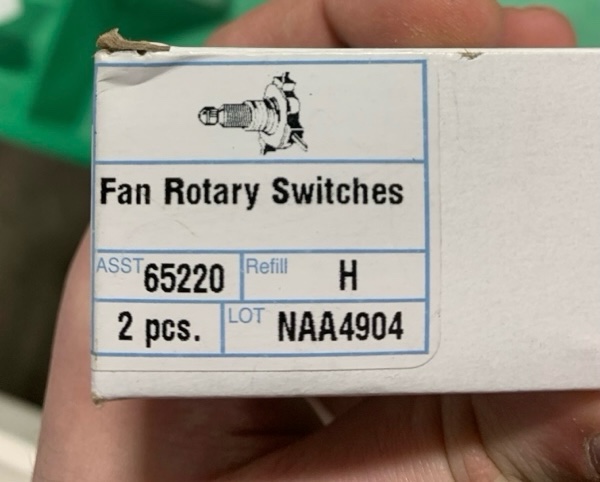 Fan Rotary Switches
ASST 65220 Refill H
2 pcs. LOT NAA4904